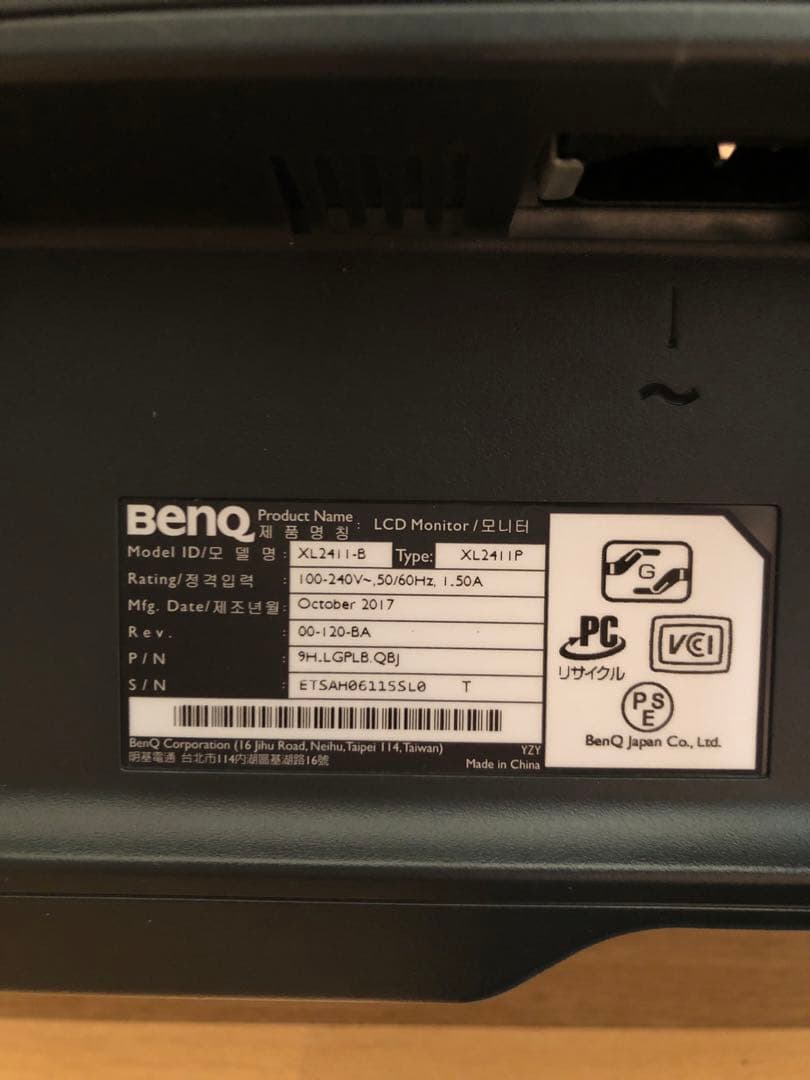 BenQ Product Name
제 품 명 칭 : LCD Monitor / 모니터
Model ID/모 델 명 : XL2411-B Type: XL2411P
Rating/정격입력 : 100-240V~,50/60Hz, 1.50A
Mfg. Date/제조년월: October 2017
Rev. : 00-120-BA
P/N : 9H.LGPLB.QBJ
S/N : ETSAH06115SL0 T
BenQ Corporation (16 Jihu Road, Neihu,Taipei 114,Taiwan) YZY
明基電通 台北市114內湖區基湖路16號 Made in China
G
PC
リサイクル
VCCI
PS
E
BenQ Japan Co., Ltd.